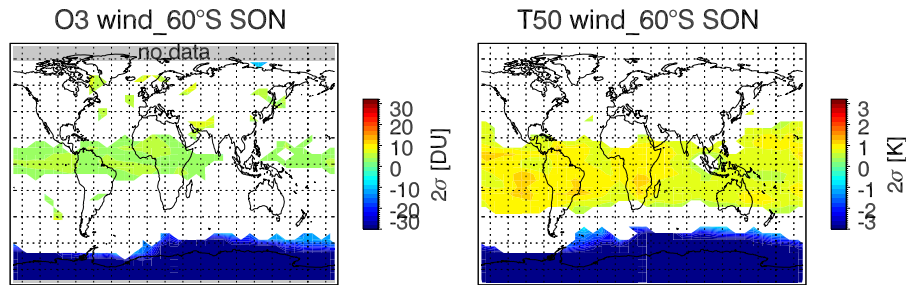 O3 wind_60°S SON
no data
30
20
10
0
-10
-20
-30
2σ [DU]
T50 wind_60°S SON
3
2
1
0
-1
-2
-3
2σ [K]